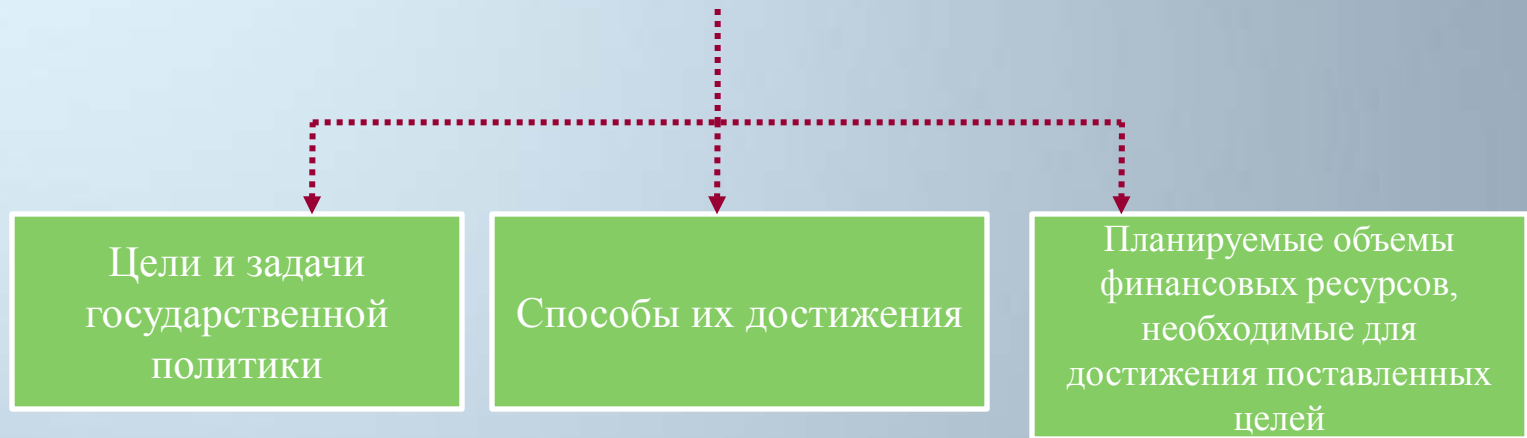 Цели и задачи
государственной
политики
Способы их достижения
Планируемые объемы
финансовых ресурсов,
необходимые для
достижения поставленных
целей